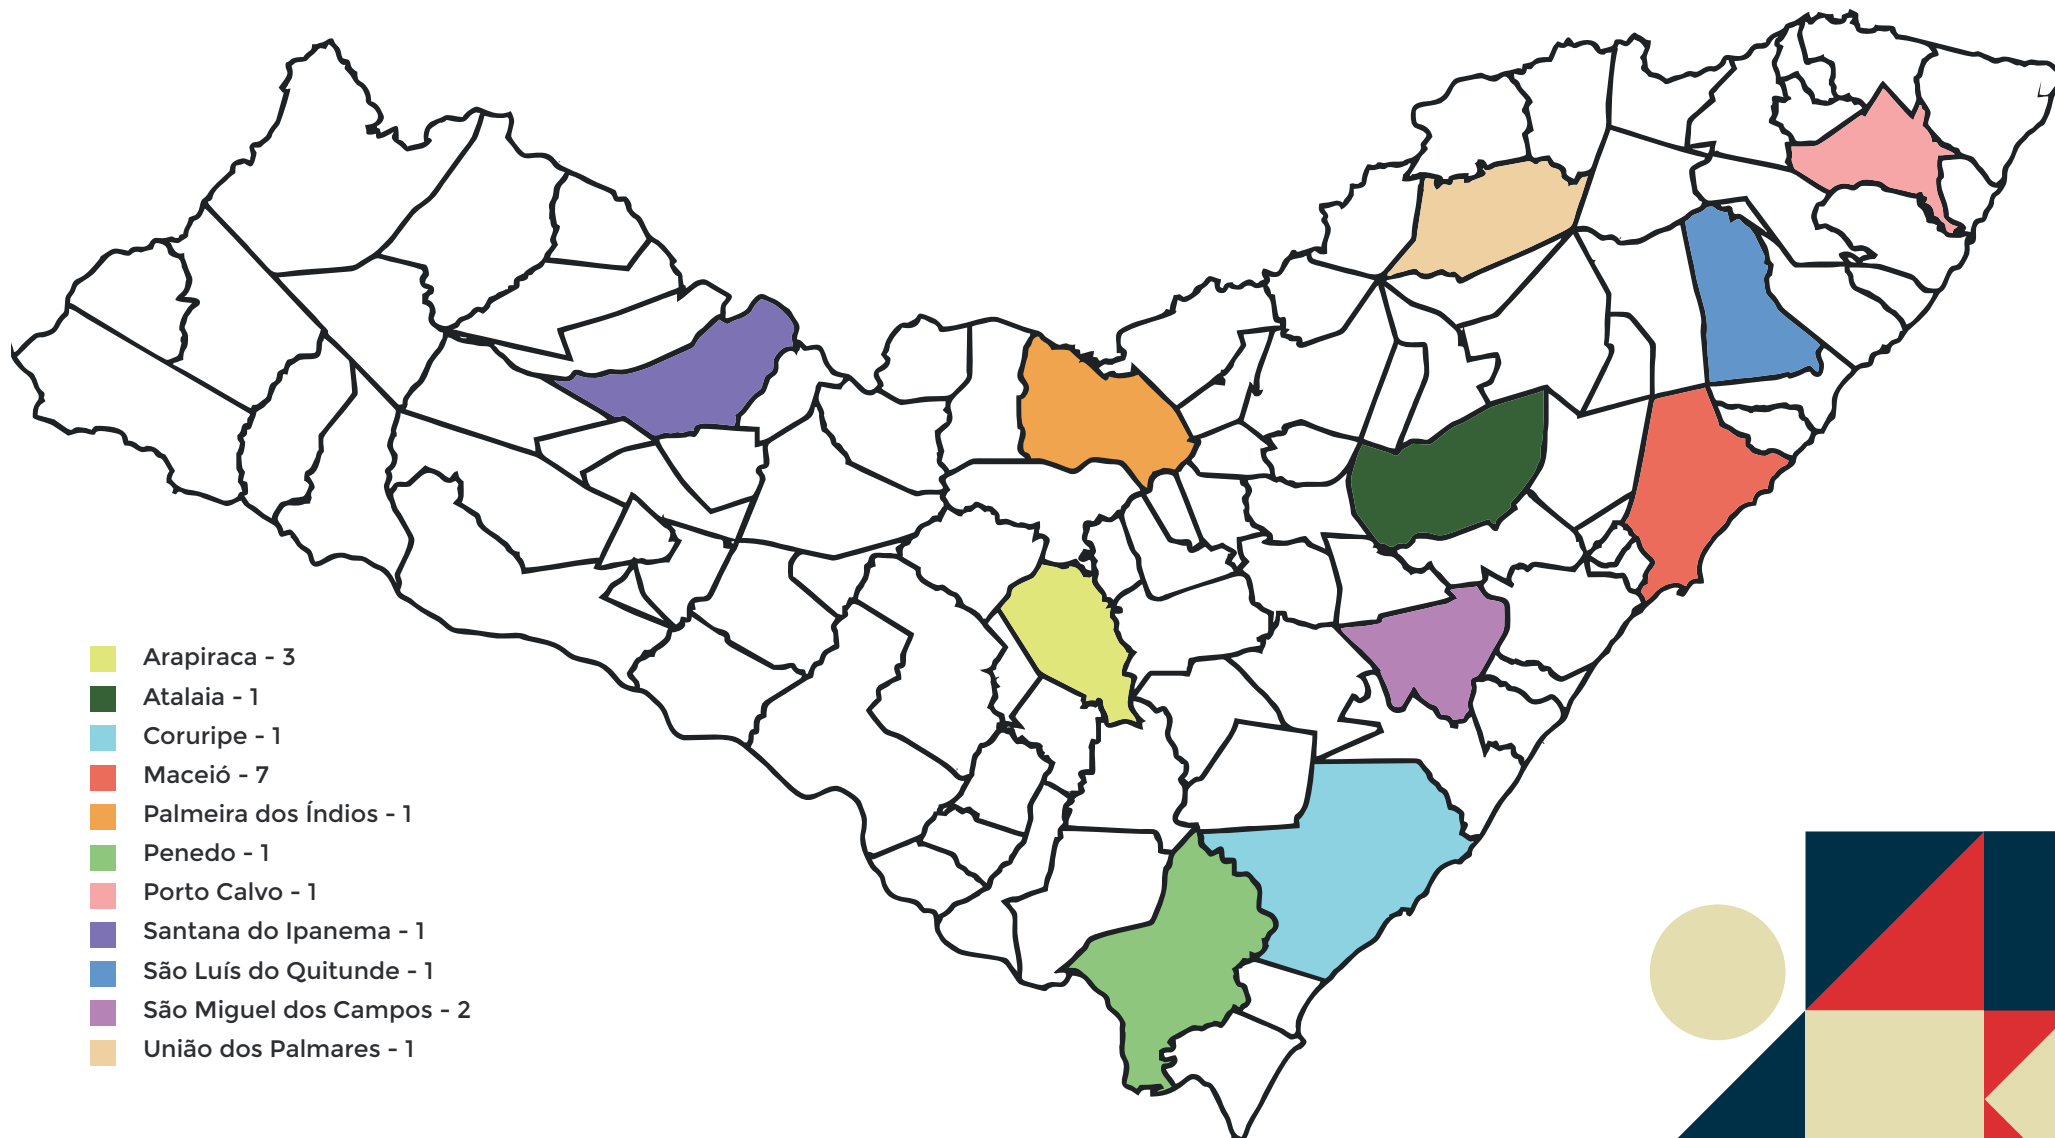 Arapiraca - 3
Atalaia - 1
Coruripe - 1
Maceió - 7
Palmeira dos Índios - 1
Penedo - 1
Porto Calvo - 1
Santana do Ipanema - 1
São Luís do Quitunde - 1
São Miguel dos Campos - 2
União dos Palmares - 1